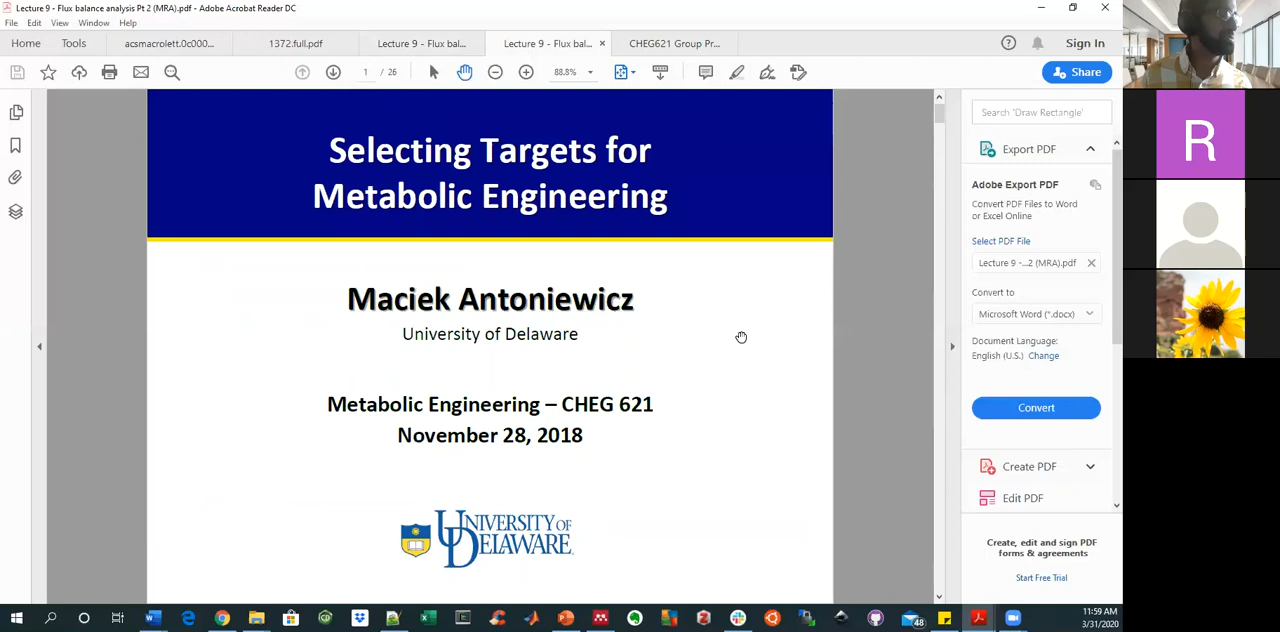 Lecture 9 - Flux balance analysis Pt 2 (MRA).pdf - Adobe Acrobat Reader DC
File Edit View Window Help
Home Tools acsmacrolett.0c000... 1372.full.pdf Lecture 9 - Flux bal... Lecture 9 - Flux bal... × CHEG621 Group Pr... Sign In
1 / 26 88.8% Share
Selecting Targets for
Metabolic Engineering
Maciek Antoniewicz
University of Delaware
Metabolic Engineering – CHEG 621
November 28, 2018
UNIVERSITY OF
DELAWARE
Search 'Draw Rectangle'
Export PDF
Adobe Export PDF
Convert PDF Files to Word
or Excel Online
Select PDF File
Lecture 9 -...2 (MRA).pdf
Convert to
Microsoft Word (*.docx)
Document Language:
English (U.S.) Change
Convert
Create PDF
Edit PDF
Create, edit and sign PDF
forms & agreements
Start Free Trial
R
48
11:59 AM
3/31/2020